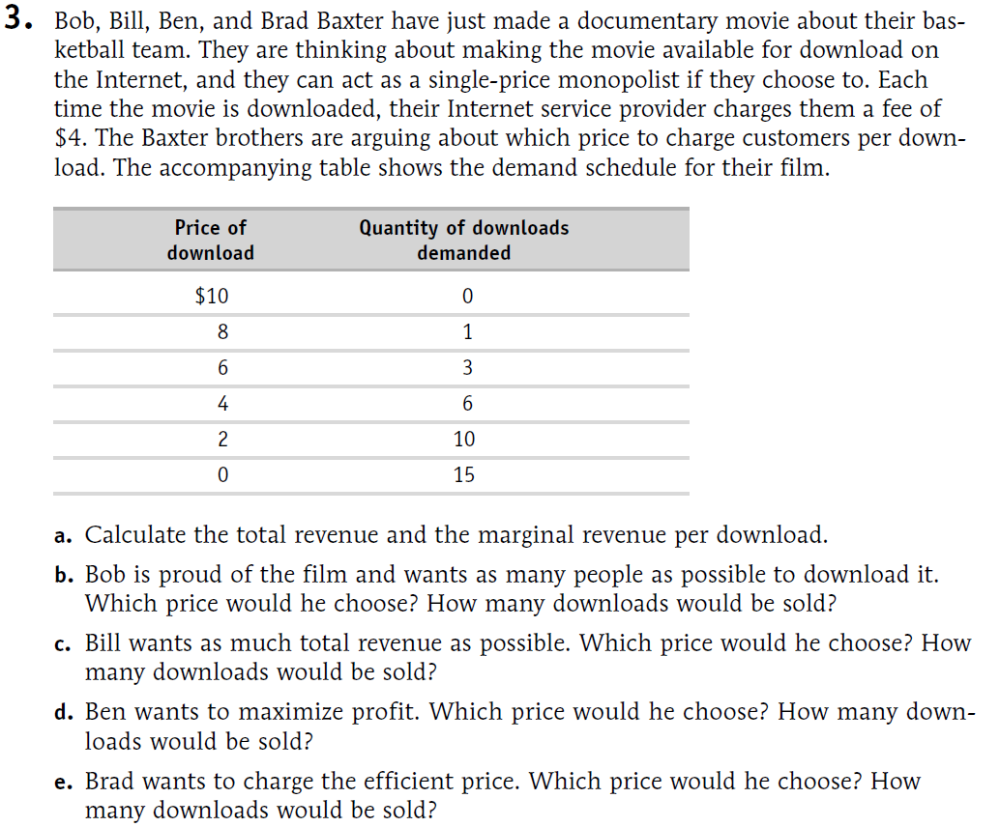 3. Bob, Bill, Ben, and Brad Baxter have just made a documentary movie about their bas-
ketball team. They are thinking about making the movie available for download on
the Internet, and they can act as a single-price monopolist if they choose to. Each
time the movie is downloaded, their Internet service provider charges them a fee of
$4. The Baxter brothers are arguing about which price to charge customers per down-
load. The accompanying table shows the demand schedule for their film.
Price of Quantity of downloads
download demanded
$10 0
8 1
6 3
4 6
2 10
0 15
a. Calculate the total revenue and the marginal revenue per download.
b. Bob is proud of the film and wants as many people as possible to download it.
Which price would he choose? How many downloads would be sold?
c. Bill wants as much total revenue as possible. Which price would he choose? How
many downloads would be sold?
d. Ben wants to maximize profit. Which price would he choose? How many down-
loads would be sold?
e. Brad wants to charge the efficient price. Which price would he choose? How
many downloads would be sold?